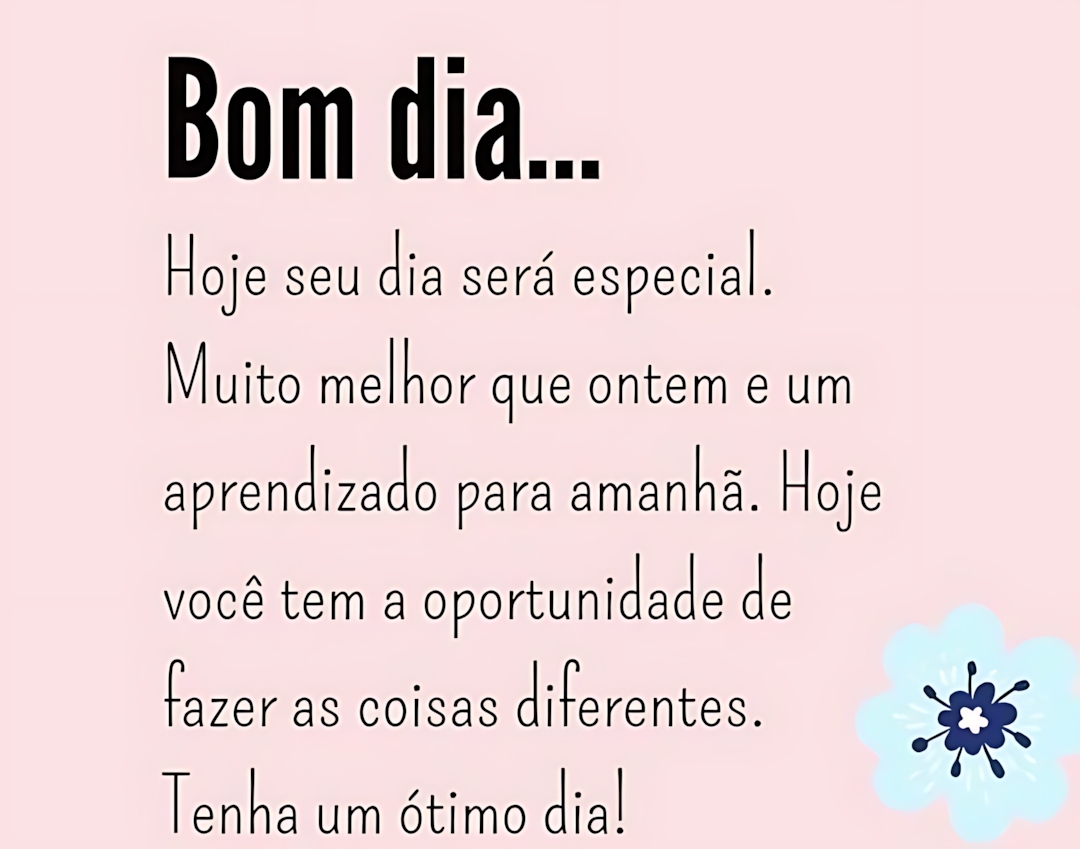 Bom dia...
Hoje seu dia será especial.
Muito melhor que ontem e um
aprendizado para amanhã. Hoje
você tem a oportunidade de
fazer as coisas diferentes.
Tenha um ótimo dia!